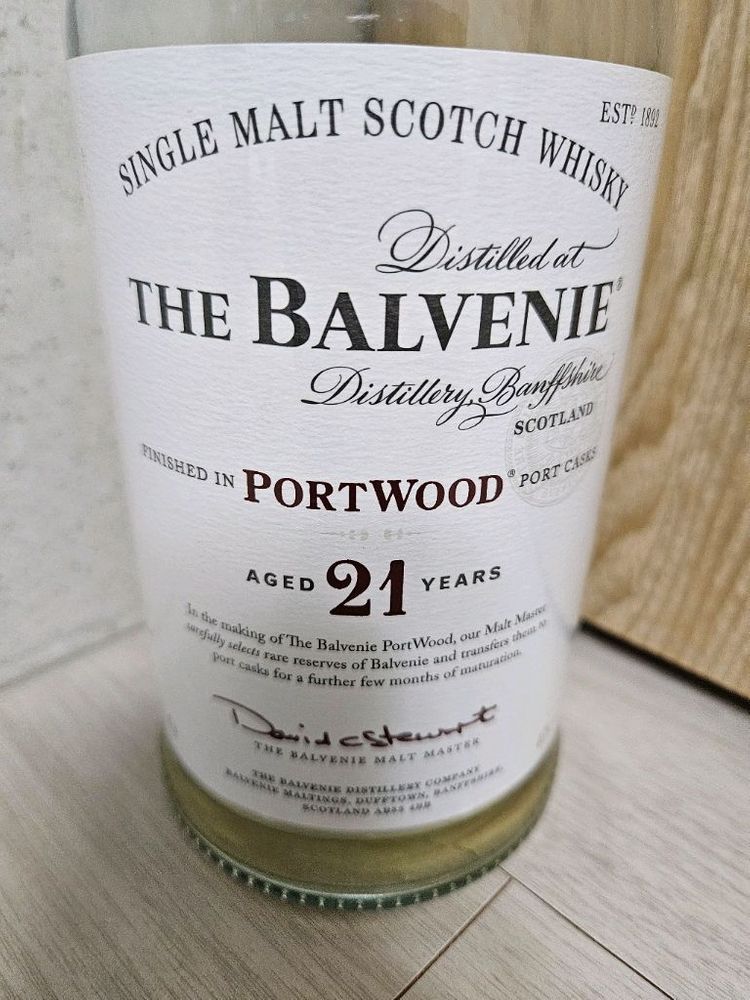 ESTD 1892
SINGLE MALT SCOTCH WHISKY
Distilled at
THE BALVENIE®
Distillery, Banffshire
SCOTLAND
FINISHED IN PORTWOOD® PORT CASKS
AGED 21 YEARS
In the making of The Balvenie PortWood, our Malt Master
carefully selects rare reserves of Balvenie and transfers them to
port casks for a further few months of maturation.
David C Stewart
THE BALVENIE MALT MASTER
THE BALVENIE DISTILLERY COMPANY
BALVENIE MALTINGS, DUFFTOWN, BANFFSHIRE,
SCOTLAND AB55 4BB